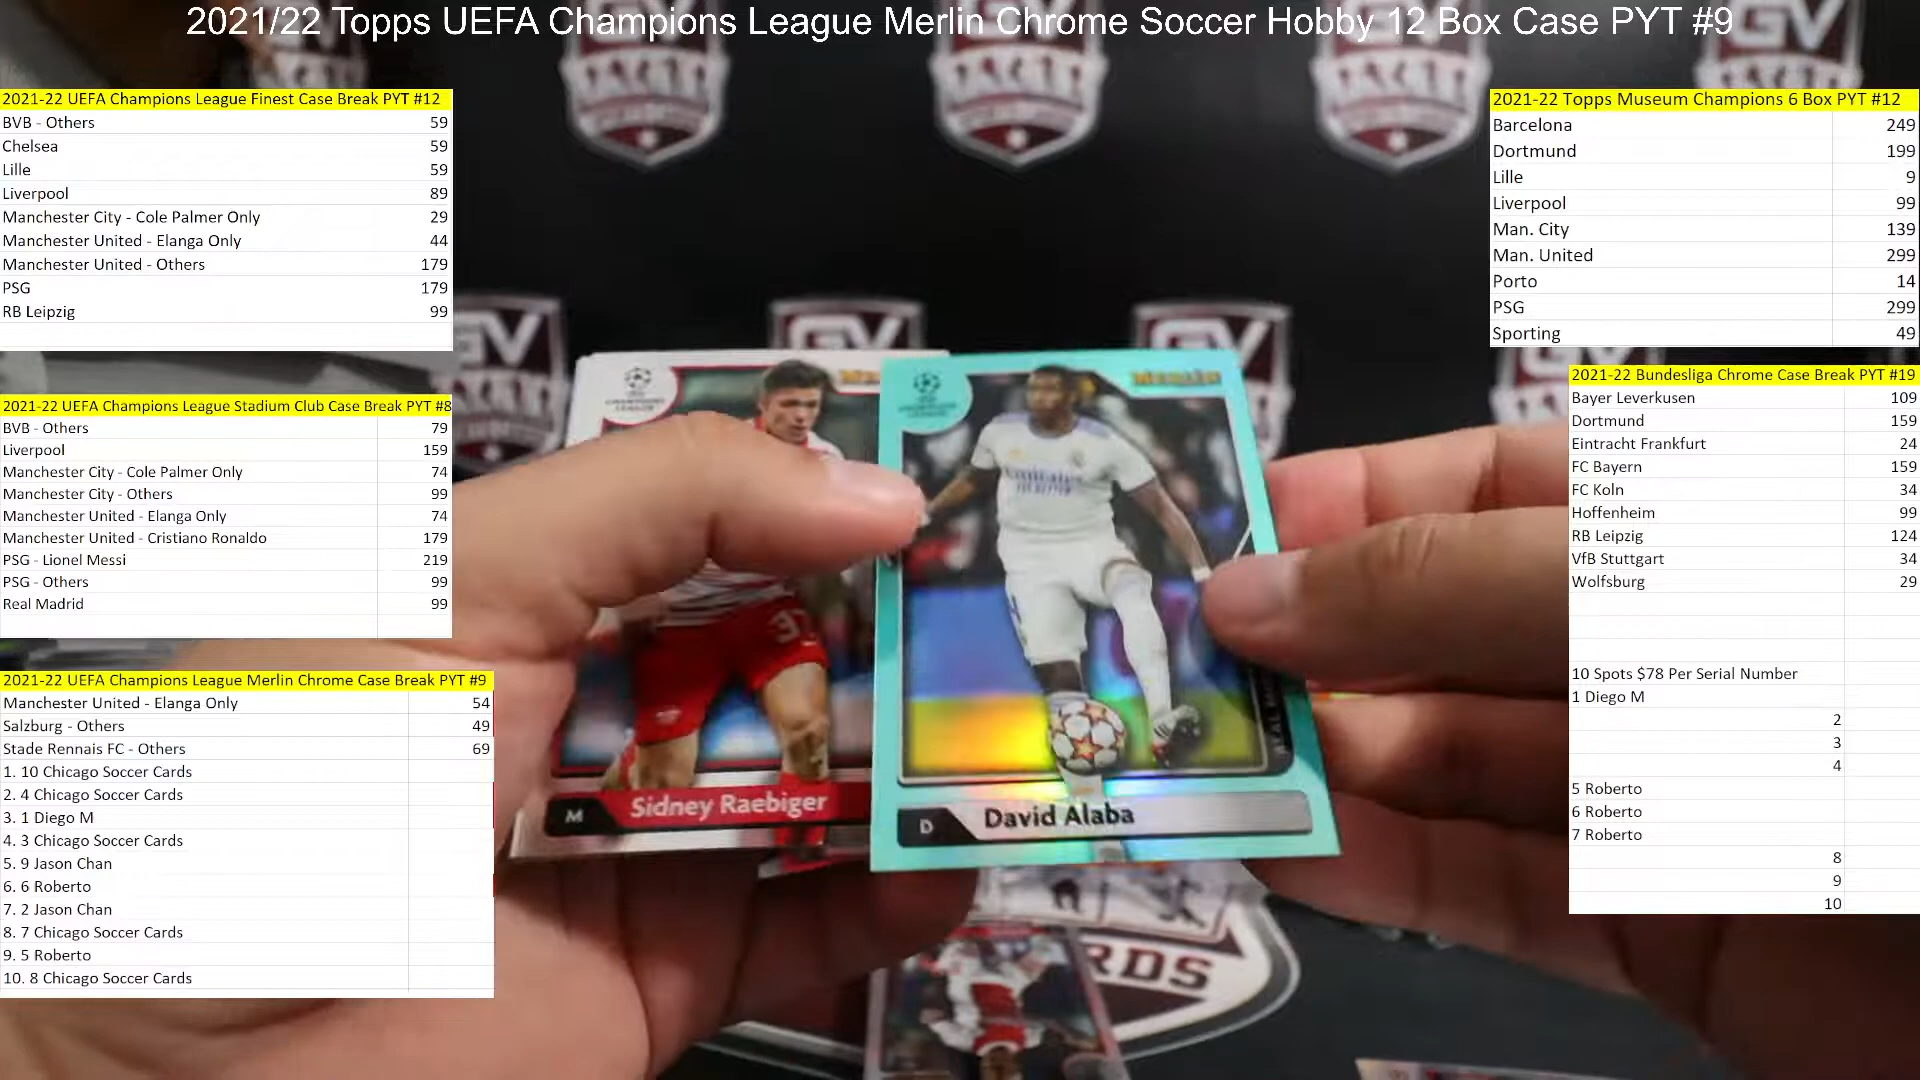 2021/22 Topps UEFA Champions League Merlin Chrome Soccer Hobby 12 Box Case PYT #9
2021-22 UEFA Champions League Finest Case Break PYT #12
BVB - Others 59
Chelsea 59
Lille 59
Liverpool 89
Manchester City - Cole Palmer Only 29
Manchester United - Elanga Only 44
Manchester United - Others 179
PSG 179
RB Leipzig 99
2021-22 UEFA Champions League Stadium Club Case Break PYT #8
BVB - Others 79
Liverpool 159
Manchester City - Cole Palmer Only 74
Manchester City - Others 99
Manchester United - Elanga Only 74
Manchester United - Cristiano Ronaldo 179
PSG - Lionel Messi 219
PSG - Others 99
Real Madrid 99
2021-22 UEFA Champions League Merlin Chrome Case Break PYT #9
Manchester United - Elanga Only 54
Salzburg - Others 49
Stade Rennais FC - Others 69
1. 10 Chicago Soccer Cards
2. 4 Chicago Soccer Cards
3. 1 Diego M
4. 3 Chicago Soccer Cards
5. 9 Jason Chan
6. 6 Roberto
7. 2 Jason Chan
8. 7 Chicago Soccer Cards
9. 5 Roberto
10. 8 Chicago Soccer Cards
2021-22 Topps Museum Champions 6 Box PYT #12
Barcelona 249
Dortmund 199
Lille 9
Liverpool 99
Man. City 139
Man. United 299
Porto 14
PSG 299
Sporting 49
2021-22 Bundesliga Chrome Case Break PYT #19
Bayer Leverkusen 109
Dortmund 159
Eintracht Frankfurt 24
FC Bayern 159
FC Koln 34
Hoffenheim 99
RB Leipzig 124
VfB Stuttgart 34
Wolfsburg 29
10 Spots $78 Per Serial Number
1 Diego M
2
3
4
5 Roberto
6 Roberto
7 Roberto
8
9
10
GV
GV
GV
GV
GV
MERLIN
CHAMPIONS
LEAGUE
31
M Sidney Raebiger
MERLIN
Emirates
D David Alaba